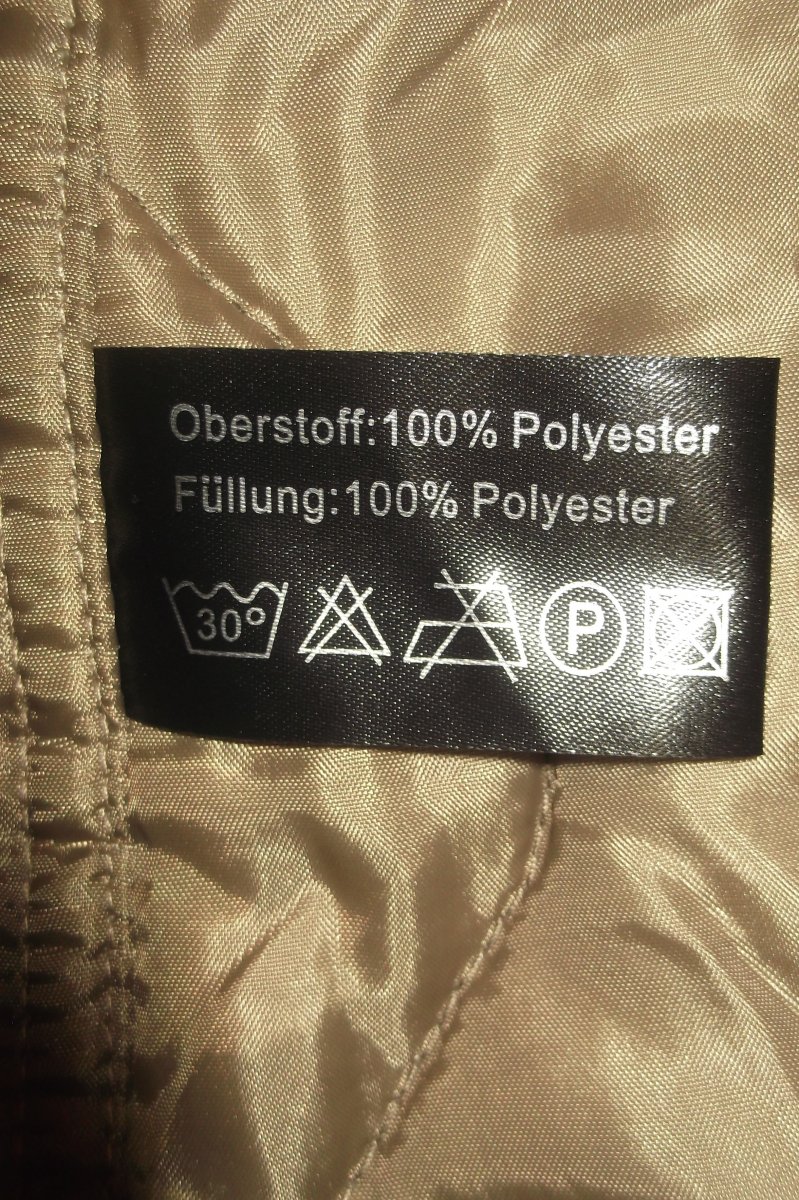 Oberstoff:100% Polyester
Füllung:100% Polyester
30° P